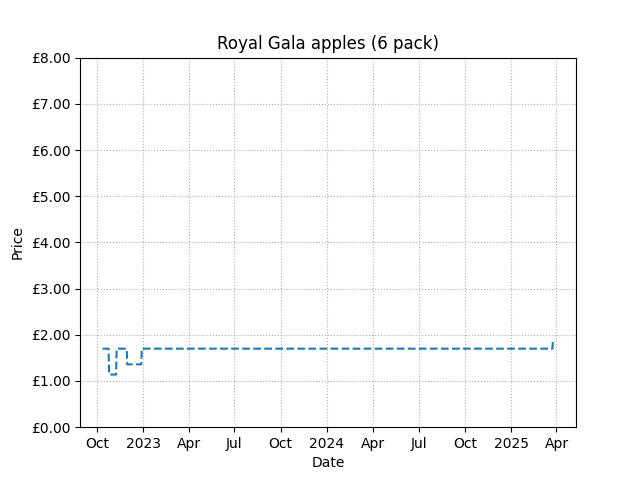 Royal Gala apples (6 pack)
£8.00
£7.00
£6.00
£5.00
£4.00
£3.00
£2.00
£1.00
£0.00
Price
Oct 2023 Apr Jul Oct 2024 Apr Jul Oct 2025 Apr
Date